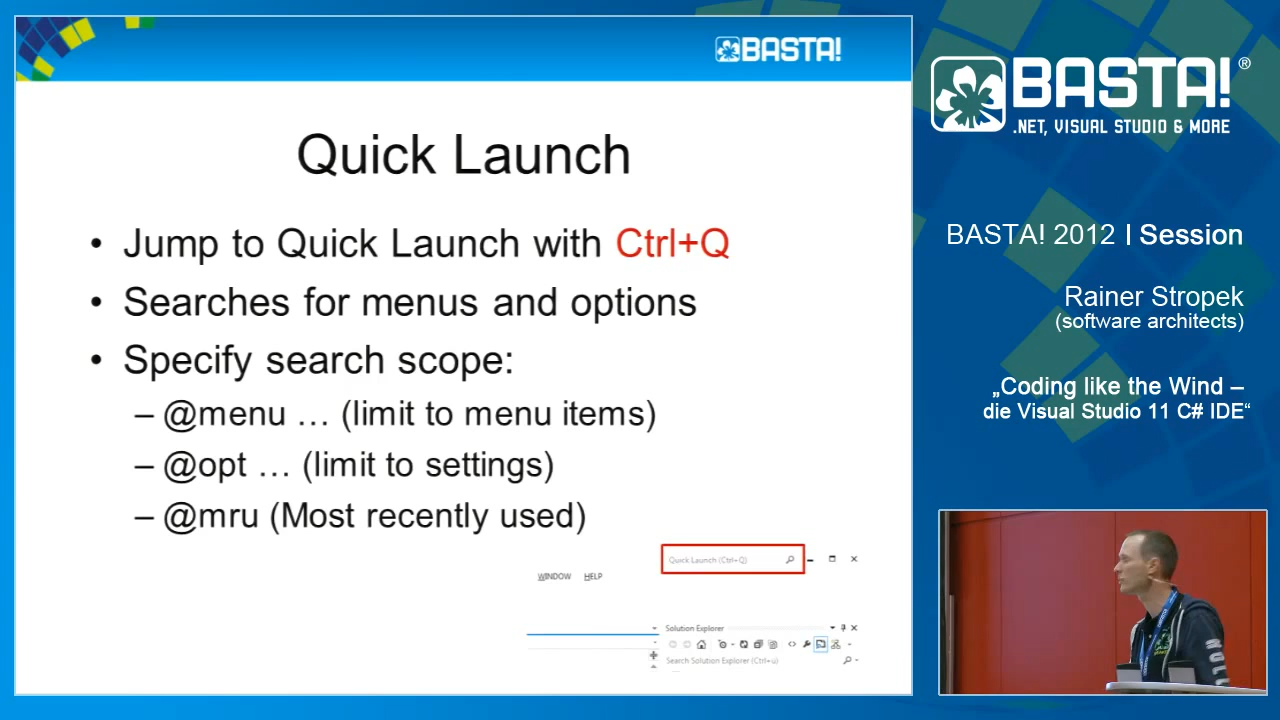 BASTA!
Quick Launch
• Jump to Quick Launch with Ctrl+Q
• Searches for menus and options
• Specify search scope:
– @menu … (limit to menu items)
– @opt … (limit to settings)
– @mru (Most recently used)
Quick Launch (Ctrl+Q)
WINDOW HELP
Solution Explorer
Search Solution Explorer (Ctrl+ü)
BASTA!®
.NET, VISUAL STUDIO & MORE
BASTA! 2012 | Session
Rainer Stropek
(software architects)
„Coding like the Wind –
die Visual Studio 11 C# IDE“